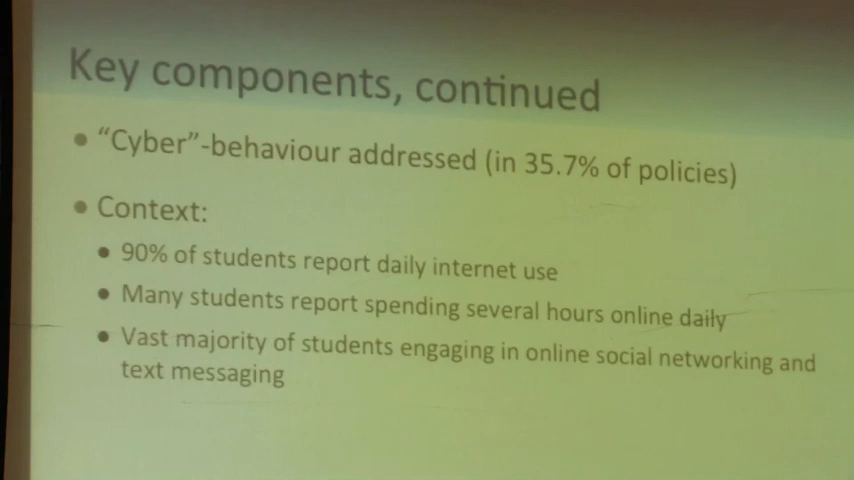 Key components, continued
• “Cyber”-behaviour addressed (in 35.7% of policies)
• Context:
• 90% of students report daily internet use
• Many students report spending several hours online daily
• Vast majority of students engaging in online social networking and
text messaging